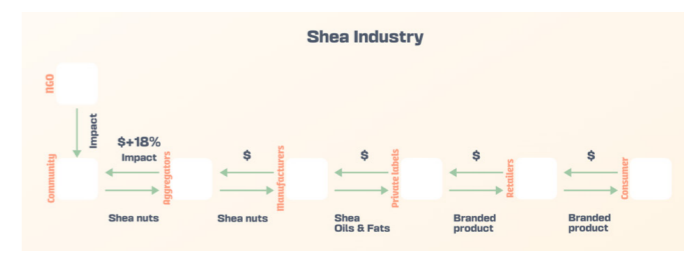 Shea Industry
NGO
Impact
Community
$+18%
Impact
Shea nuts
Aggregators
$
Shea nuts
Manufacturers
$
Shea
Oils & Fats
Private labels
$
Branded
product
Retailers
$
Branded
product
Consumer